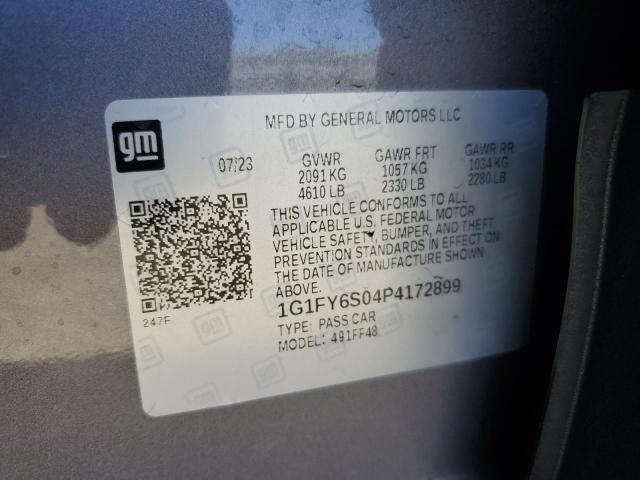 MFD BY GENERAL MOTORS LLC
gm
07/23 GVWR GAWR FRT GAWR RR
2091 KG 1057 KG 1034 KG
4610 LB 2330 LB 2280 LB
THIS VEHICLE CONFORMS TO ALL
APPLICABLE U.S. FEDERAL MOTOR
VEHICLE SAFETY, BUMPER, AND THEFT
PREVENTION STANDARDS IN EFFECT ON
THE DATE OF MANUFACTURE SHOWN
ABOVE.
1G1FY6S04P4172899
247F
TYPE: PASS CAR
MODEL: 491FF48